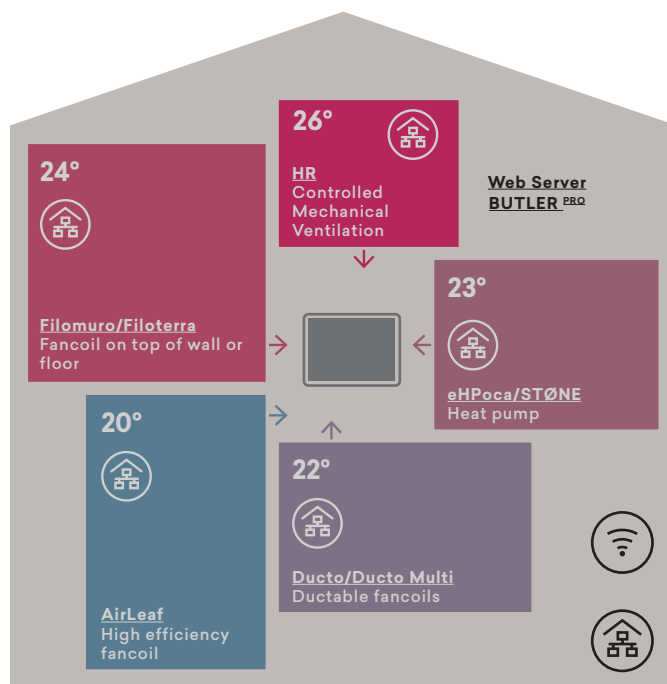 26°
HR
Controlled
Mechanical
Ventilation
24°
Filomuro/Filoterra
Fancoil on top of wall or
floor
Web Server
BUTLER PRO
23°
eHPoca/STØNE
Heat pump
20°
AirLeaf
High efficiency
fancoil
22°
Ducto/Ducto Multi
Ductable fancoils